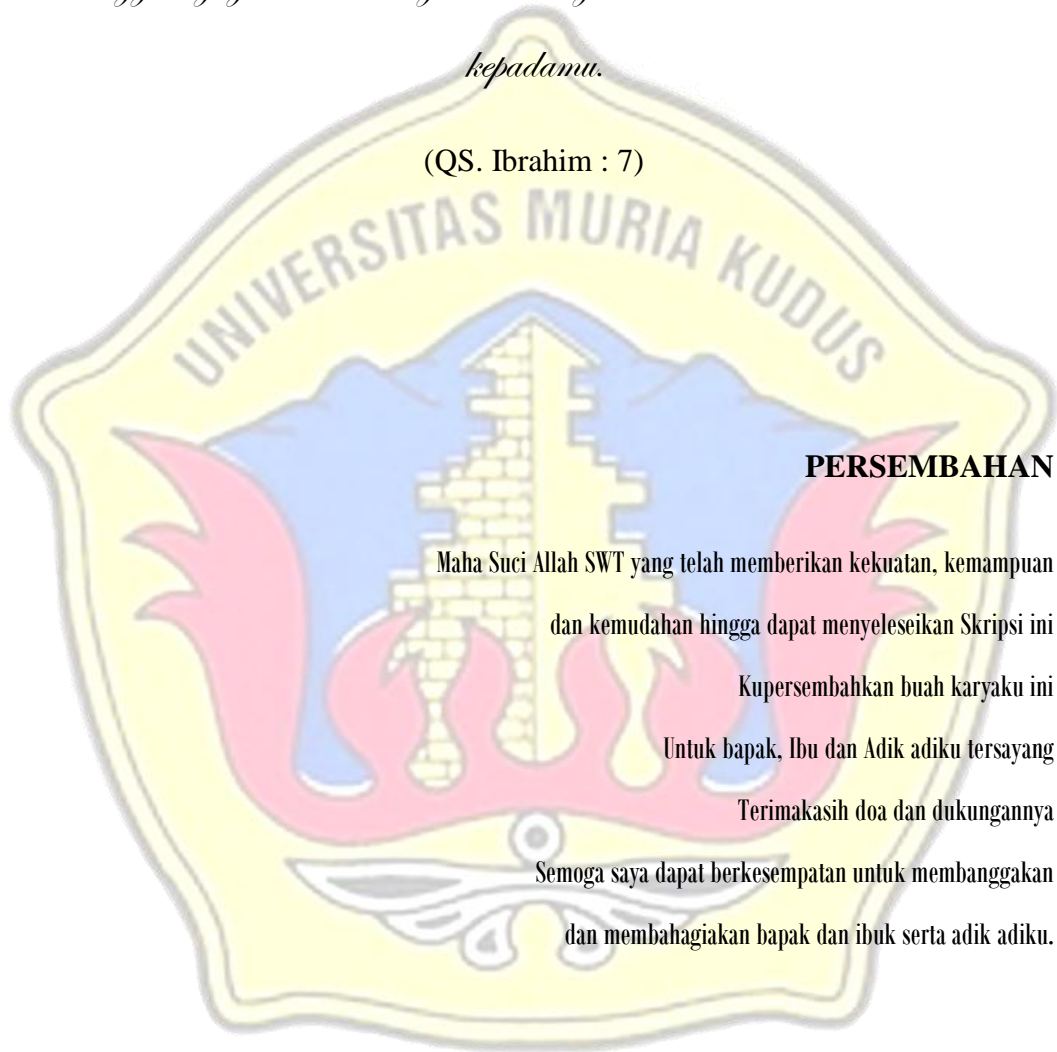 kepadamu.
(QS. Ibrahim : 7)
UNIVERSITAS MURIA KUDUS
PERSEMBAHAN
Maha Suci Allah SWT yang telah memberikan kekuatan, kemampuan
dan kemudahan hingga dapat menyeleseikan Skripsi ini
Kupersembahkan buah karyaku ini
Untuk bapak, Ibu dan Adik adiku tersayang
Terimakasih doa dan dukungannya
Semoga saya dapat berkesempatan untuk membanggakan
dan membahagiakan bapak dan ibuk serta adik adiku.